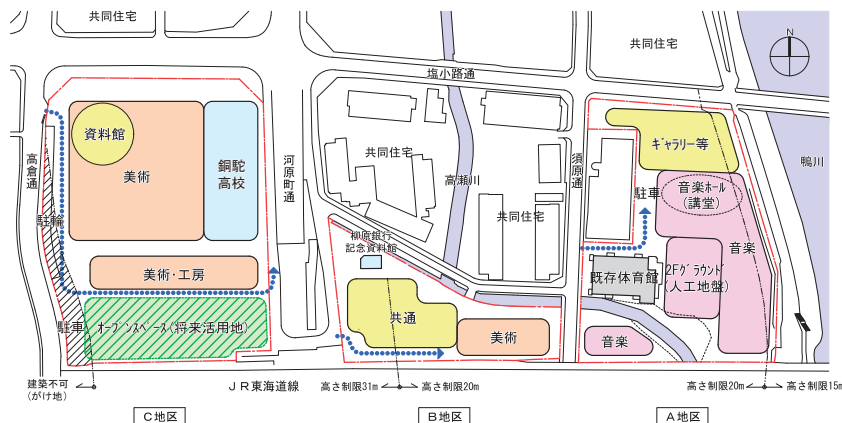 共同住宅
共同住宅
共同住宅
N
塩小路通
資料館
美術
銅駝
高校
高倉通
河原町通
共同住宅
高瀬川
共同住宅
須原通
ギャラリー等
駐車
音楽ホール
(講堂)
鴨川
駐輪
柳原銀行
記念資料館
音楽
美術・工房
既存体育館
2Fグラウンド
(人工地盤)
駐車
オープンスペース(将来活用地)
共通
美術
音楽
建築不可
(がけ地)
JR東海道線
高さ制限31m
高さ制限20m
高さ制限20m
高さ制限15m
C地区
B地区
A地区